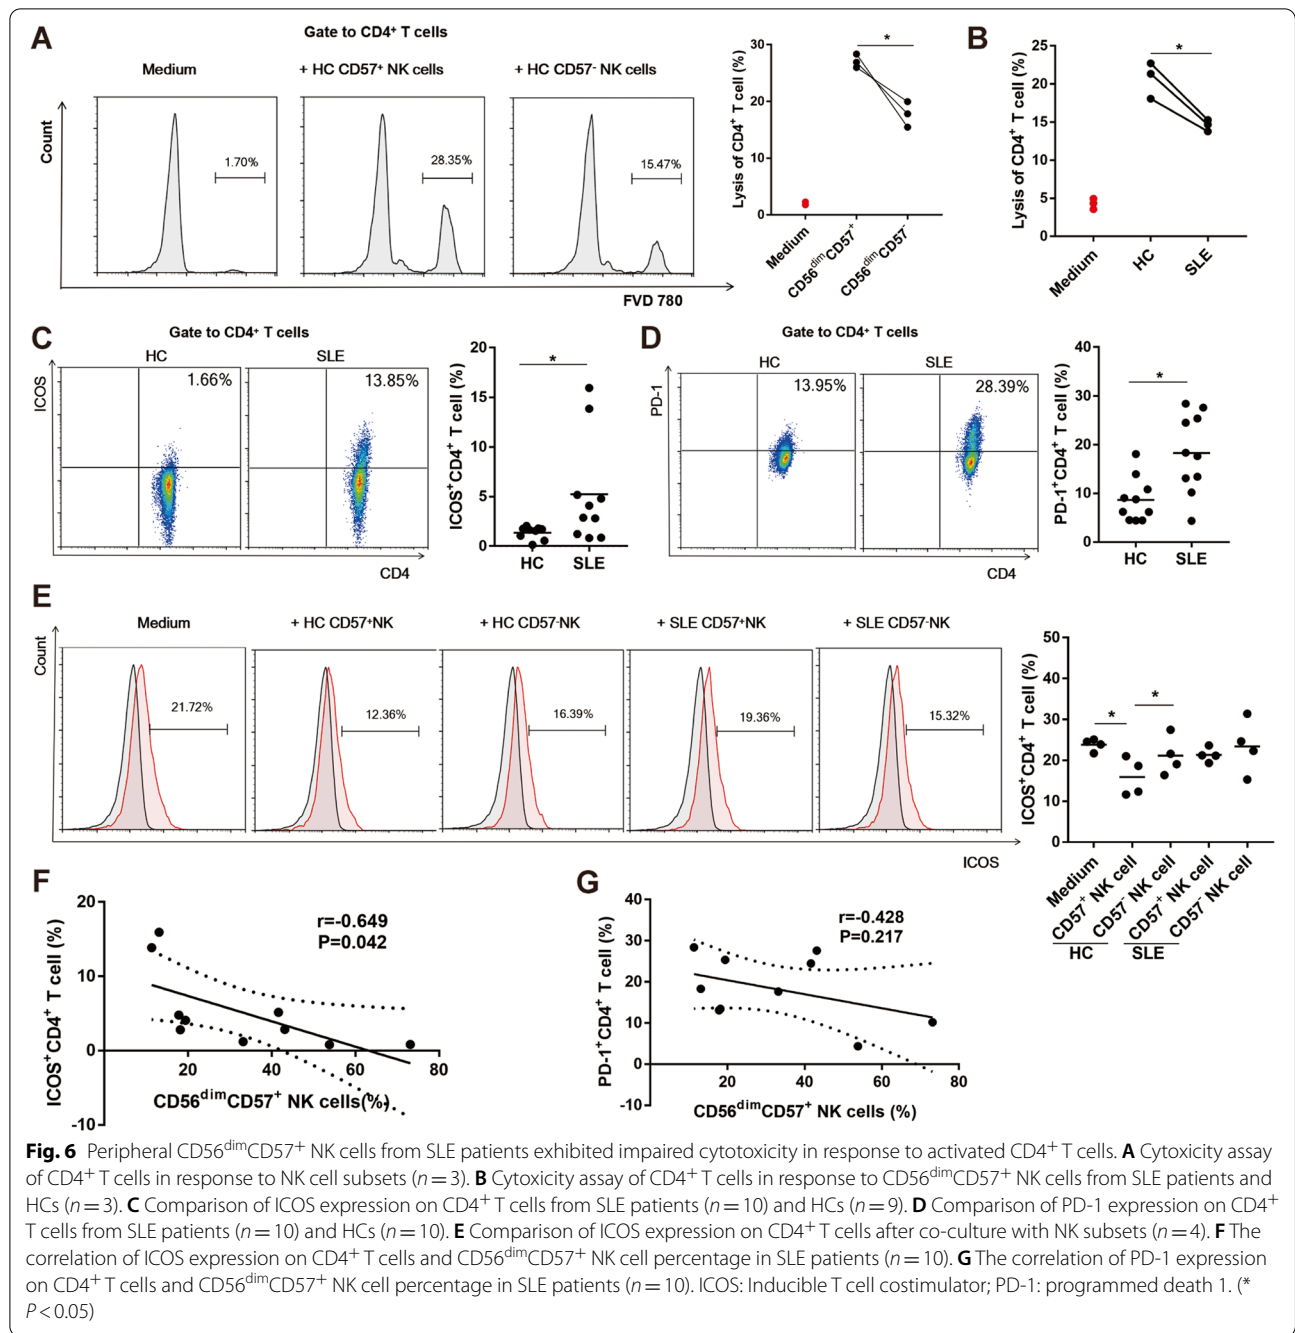 A
Gate to CD4⁺ T cells
Medium
+ HC CD57⁺ NK cells
+ HC CD57⁻ NK cells
Count
1.70%
28.35%
15.47%
FVD 780
Lysis of CD4⁺ T cell (%)
30
20
10
0
*
Medium
CD56ᵈⁱᵐCD57⁺
CD56ᵈⁱᵐCD57⁻
B
Lysis of CD4⁺ T cell (%)
25
20
15
10
5
0
*
Medium
HC
SLE
C
Gate to CD4⁺ T cells
HC
SLE
ICOS
1.66%
13.85%
CD4
ICOS⁺CD4⁺ T cell (%)
20
15
10
5
0
*
HC
SLE
D
Gate to CD4⁺ T cells
HC
SLE
PD-1
13.95%
28.39%
CD4
PD-1⁺CD4⁺ T cell (%)
40
30
20
10
0
*
HC
SLE
E
Medium
+ HC CD57⁺NK
+ HC CD57⁻NK
+ SLE CD57⁺NK
+ SLE CD57⁻NK
Count
21.72%
12.36%
16.39%
19.36%
15.32%
ICOS
ICOS⁺CD4⁺ T cell (%)
50
40
30
20
10
0
*
*
Medium
CD57⁺ NK cell
CD57⁻ NK cell
CD57⁺ NK cell
CD57⁻ NK cell
HC
SLE
F
ICOS⁺CD4⁺ T cell (%)
20
10
0
-10
20
40
60
80
r=-0.649
P=0.042
CD56ᵈⁱᵐCD57⁺ NK cells(%)
G
PD-1⁺CD4⁺ T cell (%)
40
30
20
10
0
-10
20
40
60
80
r=-0.428
P=0.217
CD56ᵈⁱᵐCD57⁺ NK cells (%)
Fig. 6 Peripheral CD56ᵈⁱᵐCD57⁺ NK cells from SLE patients exhibited impaired cytotoxicity in response to activated CD4⁺ T cells. A Cytoxicity assay
of CD4⁺ T cells in response to NK cell subsets (n = 3). B Cytoxicity assay of CD4⁺ T cells in response to CD56ᵈⁱᵐCD57⁺ NK cells from SLE patients and
HCs (n = 3). C Comparison of ICOS expression on CD4⁺ T cells from SLE patients (n = 10) and HCs (n = 9). D Comparison of PD-1 expression on CD4⁺
T cells from SLE patients (n = 10) and HCs (n = 10). E Comparison of ICOS expression on CD4⁺ T cells after co-culture with NK subsets (n = 4). F The
correlation of ICOS expression on CD4⁺ T cells and CD56ᵈⁱᵐCD57⁺ NK cell percentage in SLE patients (n = 10). G The correlation of PD-1 expression
on CD4⁺ T cells and CD56ᵈⁱᵐCD57⁺ NK cell percentage in SLE patients (n = 10). ICOS: Inducible T cell costimulator; PD-1: programmed death 1. (*
P < 0.05)